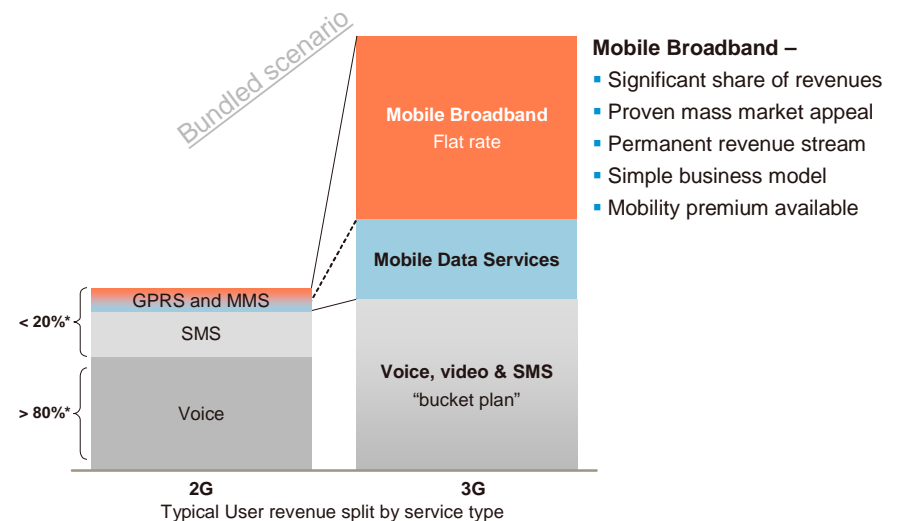 Bundled scenario
Mobile Broadband
Flat rate
Mobile Data Services
Voice, video & SMS
“bucket plan”
GPRS and MMS
SMS
Voice
< 20%*
> 80%*
2G
3G
Typical User revenue split by service type
Mobile Broadband –
▪ Significant share of revenues
▪ Proven mass market appeal
▪ Permanent revenue stream
▪ Simple business model
▪ Mobility premium available